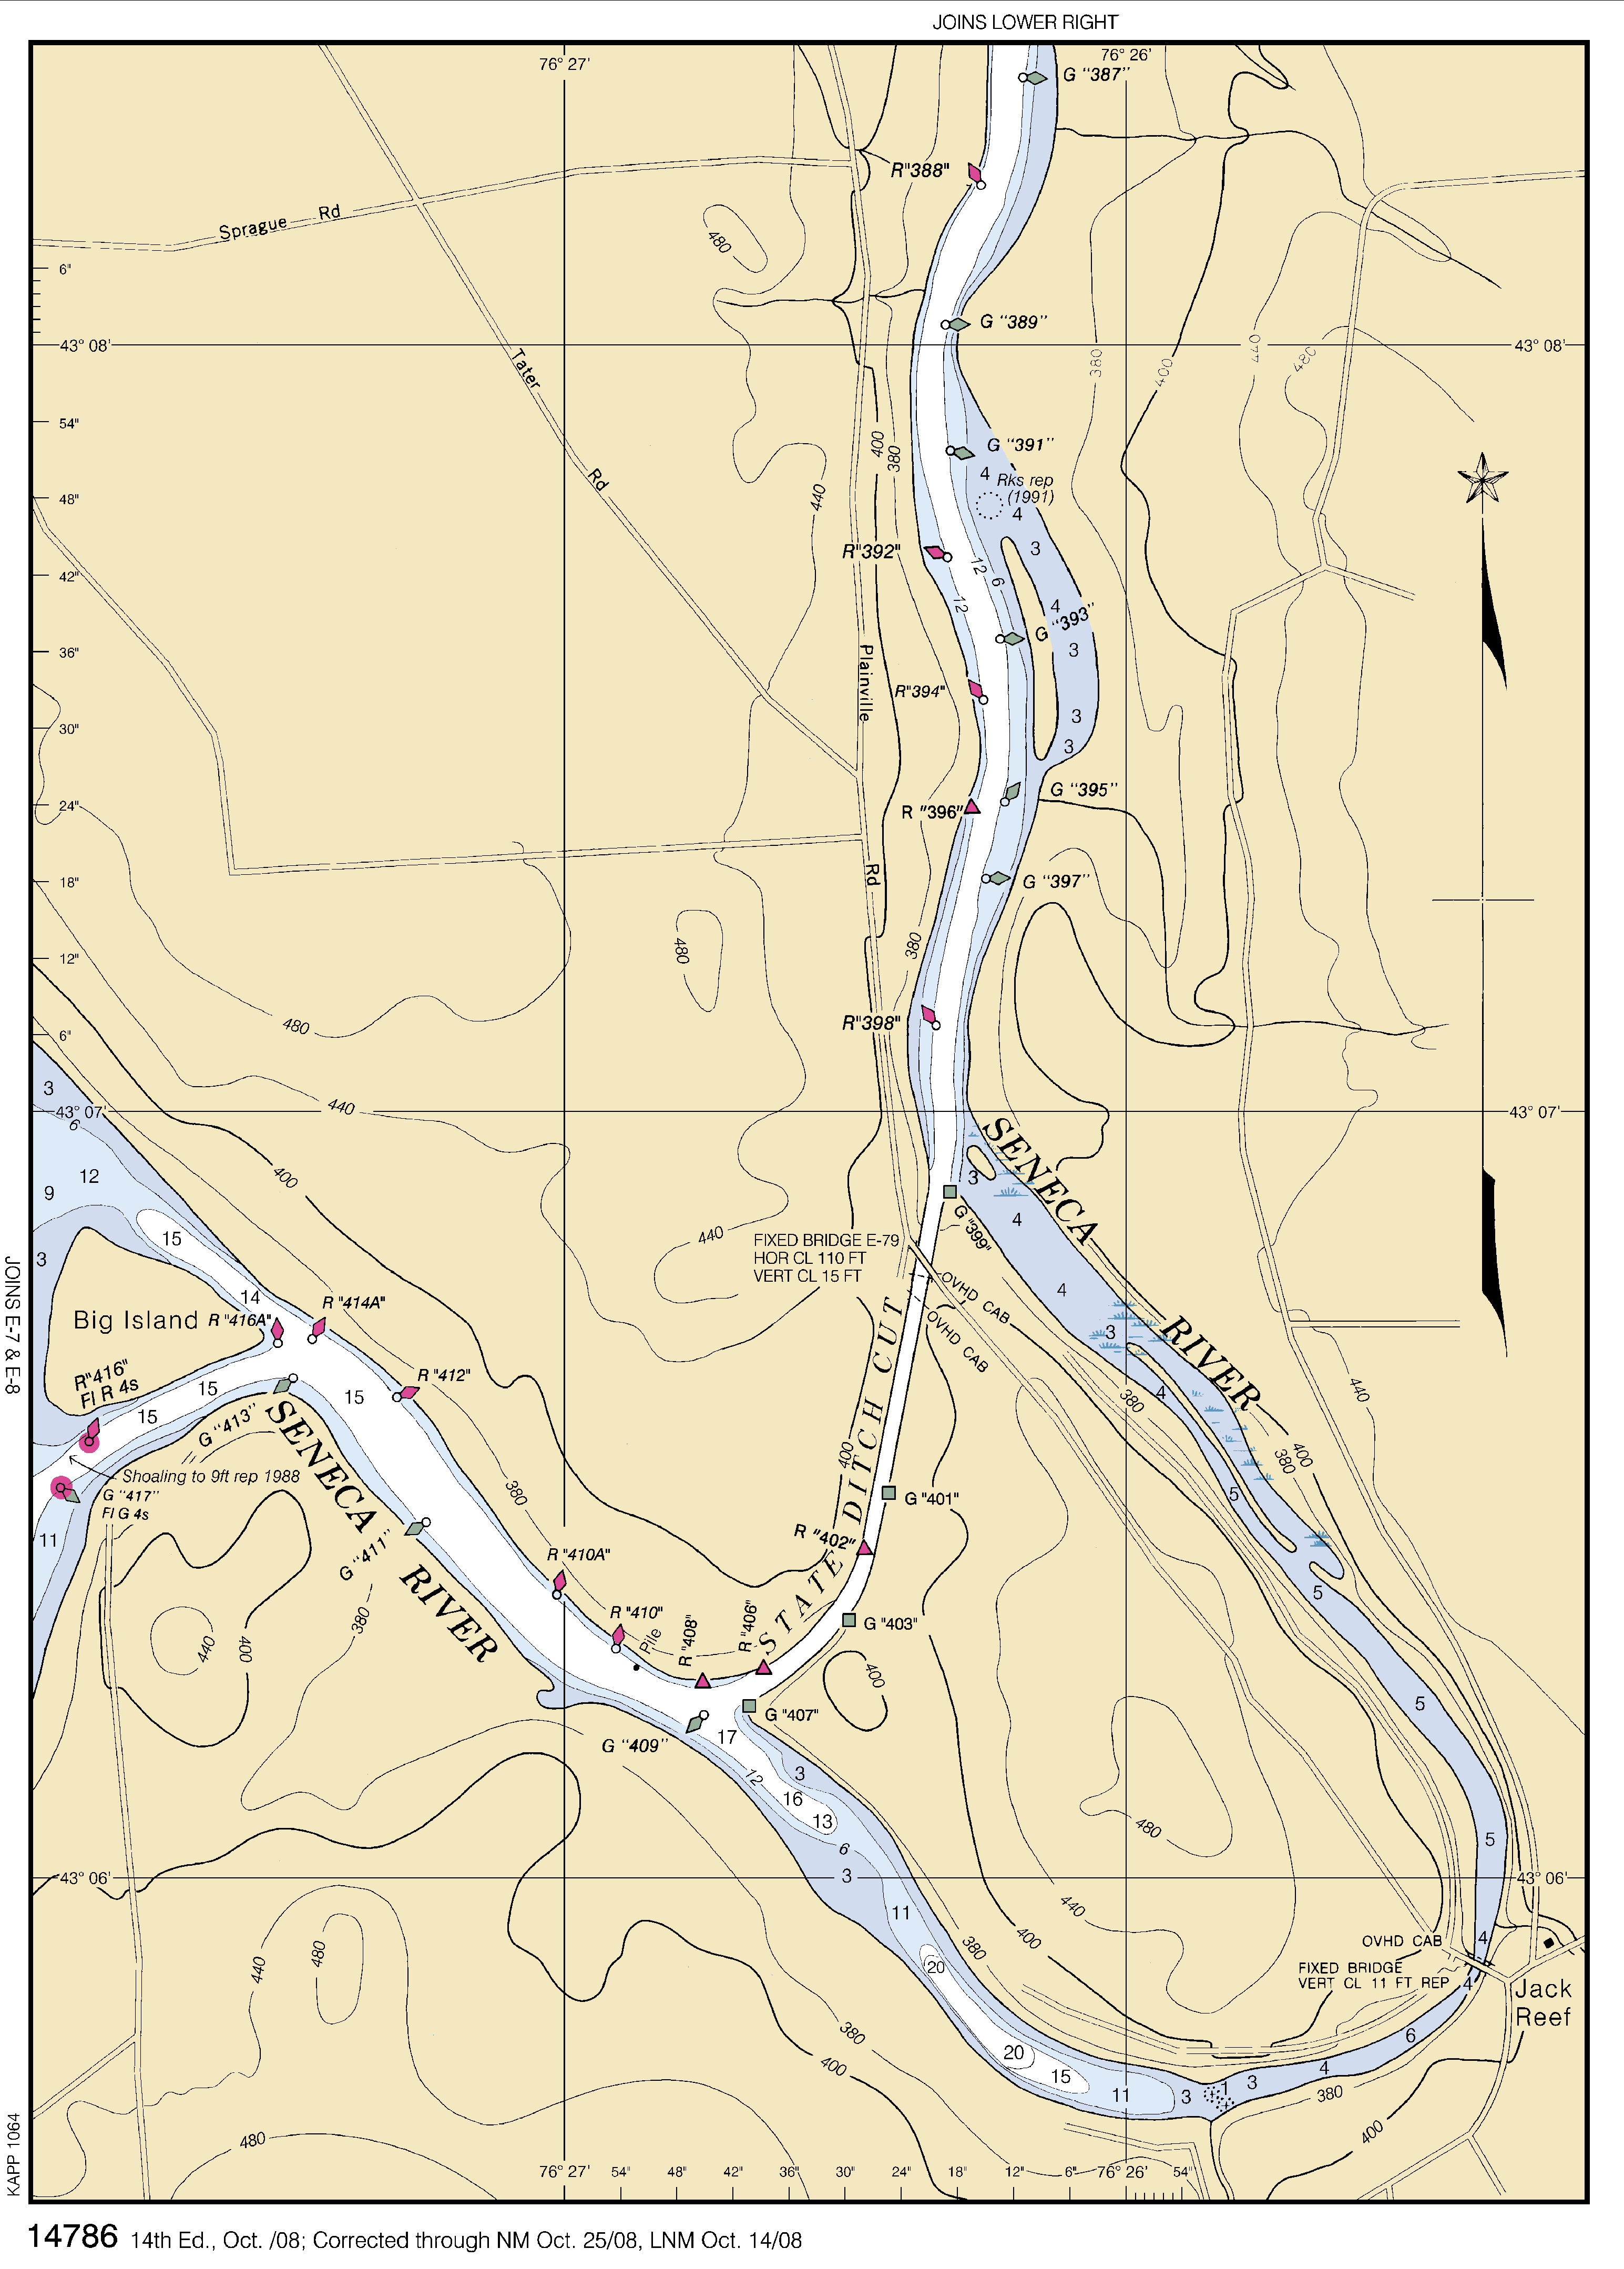 JOINS LOWER RIGHT
76° 27'
76° 26'
G "387"
R"388"
Sprague Rd
480
6"
G "389"
43° 08'
43° 08'
Tater
380
400
440
480
54"
400
380
G "391"
4
Rks rep
(1991)
4
Rd
48"
440
R"392"
3
42"
12
6
12
4
G "393"
36"
3
Plainville
R"394"
30"
3
3
G "395"
24"
R "396"
Rd
18"
G "397"
12"
480
380
480
R"398"
6"
3
43° 07'
440
43° 07'
6
SENECA
12
400
9
3
4
G "399"
15
3
440
FIXED BRIDGE E-79
HOR CL 110 FT
VERT CL 15 FT
OVHD CAB
4
JOINS E-7 & E-8
14
R "414A"
Big Island
R "416A"
OVHD CAB
3
RIVER
R"416"
Fl R 4s
15
R "412"
15
4
380
440
15
G "413"
SENECA
400
380
400
Shoaling to 9ft rep 1988
G "417"
Fl G 4s
380
G "401"
5
11
G "411"
R "402"
STATE DITCH CUT
R "410A"
RIVER
5
R "410"
Pile
R "408"
R "406"
G "403"
380
440
400
400
G "407"
5
G "409"
17
12
3
16
13
480
5
6
43° 06'
3
43° 06'
11
440
380
400
OVHD CAB
4
440
480
20
FIXED BRIDGE
VERT CL 11 FT REP
4
Jack
Reef
380
6
20
400
15
4
11
3
1
3
380
400
480
KAPP 1064
76° 27'
54"
48"
42"
36"
30"
24"
18"
12"
6"
76° 26'
54"
14786 14th Ed., Oct. /08; Corrected through NM Oct. 25/08, LNM Oct. 14/08